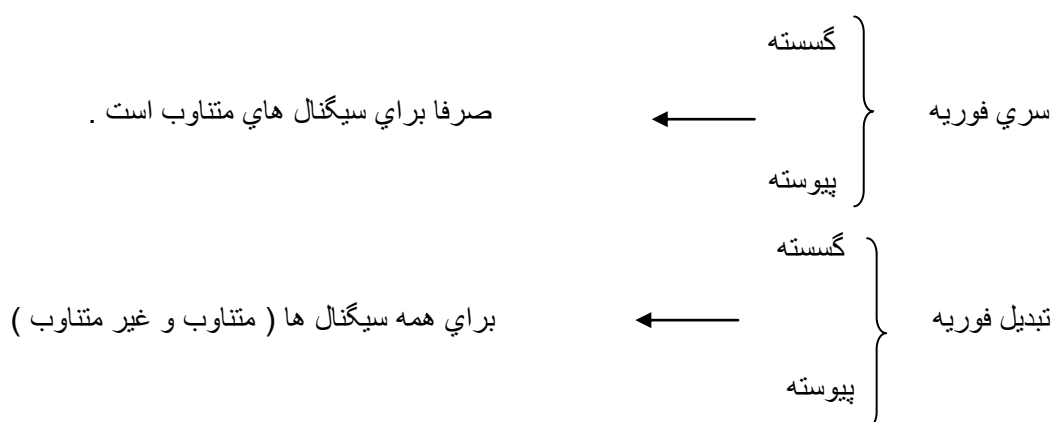 گسسته
سري فوريه صرفا براي سيگنال هاي متناوب است .
پيوسته
گسسته
تبديل فوريه براي همه سيگنال ها ( متناوب و غير متناوب )
پيوسته